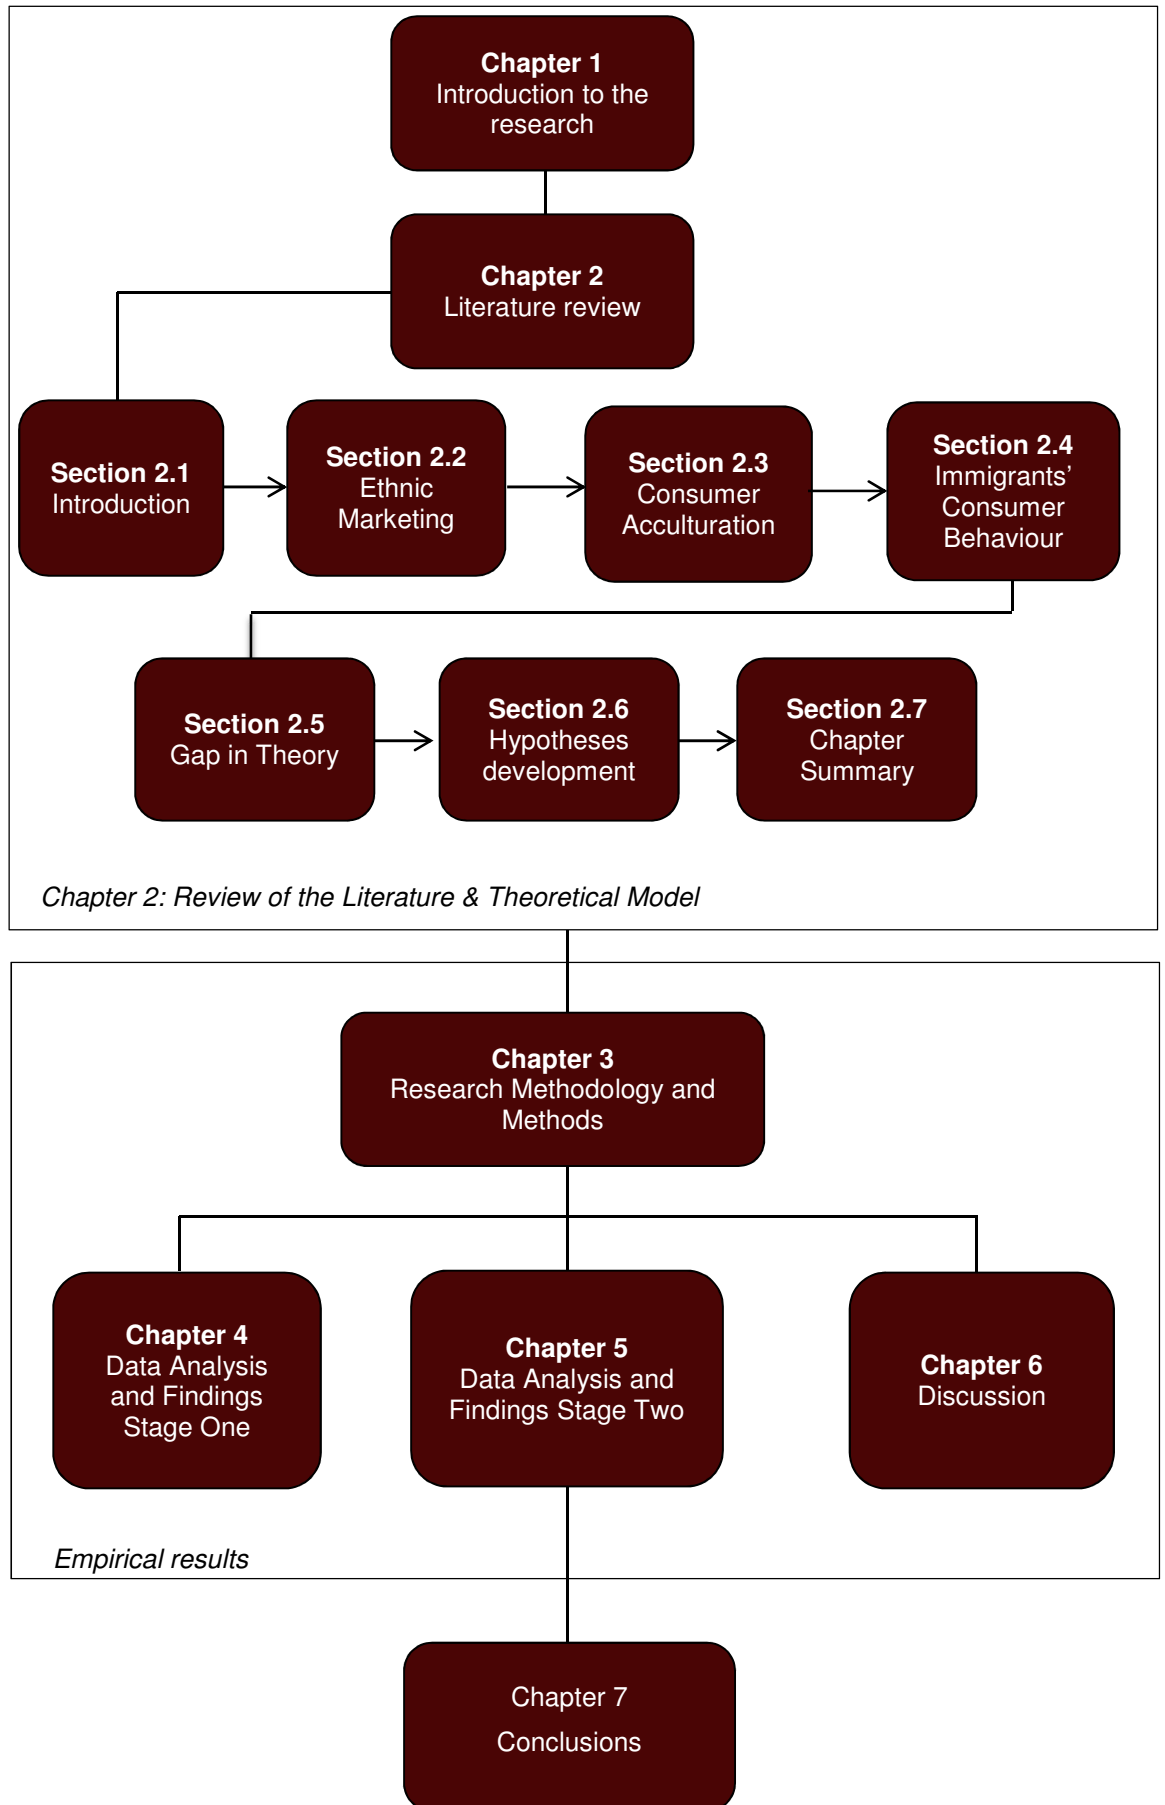 Chapter 1
Introduction to the
research
Chapter 2
Literature review
Section 2.1
Introduction
Section 2.2
Ethnic
Marketing
Section 2.3
Consumer
Acculturation
Section 2.4
Immigrants’
Consumer
Behaviour
Section 2.5
Gap in Theory
Section 2.6
Hypotheses
development
Section 2.7
Chapter
Summary
Chapter 2: Review of the Literature & Theoretical Model
Chapter 3
Research Methodology and
Methods
Chapter 4
Data Analysis
and Findings
Stage One
Chapter 5
Data Analysis and
Findings Stage Two
Chapter 6
Discussion
Empirical results
Chapter 7
Conclusions